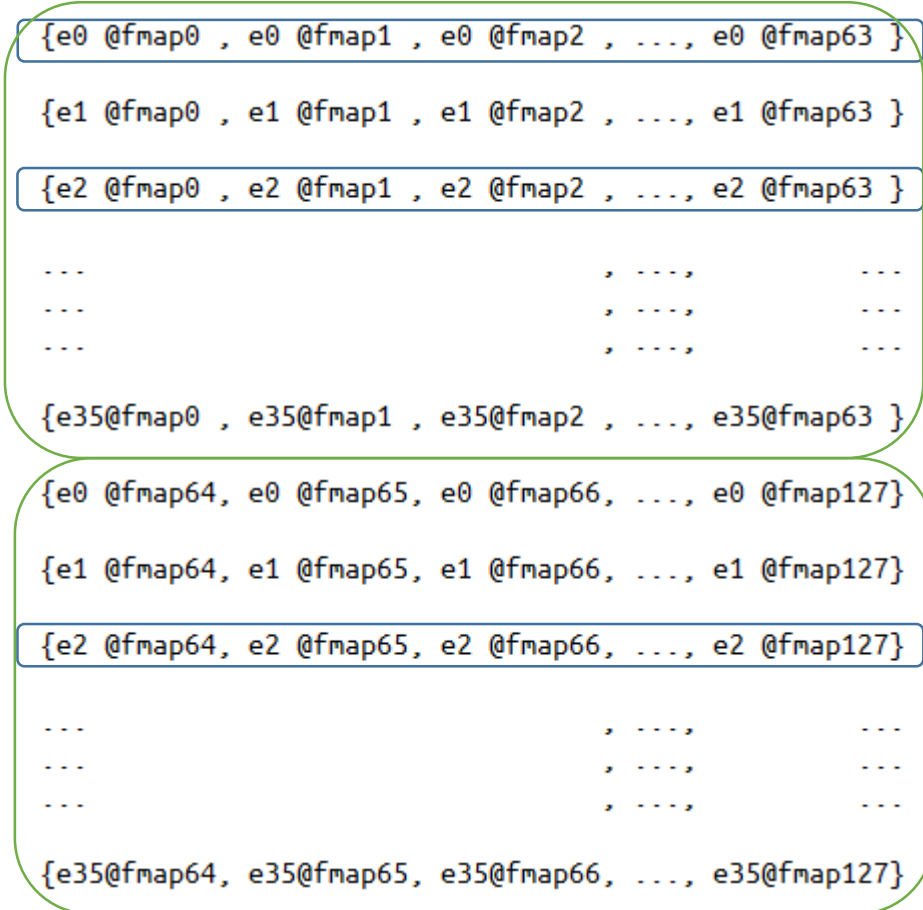 {e0 @fmap0 , e0 @fmap1 , e0 @fmap2 , ..., e0 @fmap63 }
{e1 @fmap0 , e1 @fmap1 , e1 @fmap2 , ..., e1 @fmap63 }
{e2 @fmap0 , e2 @fmap1 , e2 @fmap2 , ..., e2 @fmap63 }
... , ..., ...
... , ..., ...
... , ..., ...
{e35@fmap0 , e35@fmap1 , e35@fmap2 , ..., e35@fmap63 }
{e0 @fmap64, e0 @fmap65, e0 @fmap66, ..., e0 @fmap127}
{e1 @fmap64, e1 @fmap65, e1 @fmap66, ..., e1 @fmap127}
{e2 @fmap64, e2 @fmap65, e2 @fmap66, ..., e2 @fmap127}
... , ..., ...
... , ..., ...
... , ..., ...
{e35@fmap64, e35@fmap65, e35@fmap66, ..., e35@fmap127}